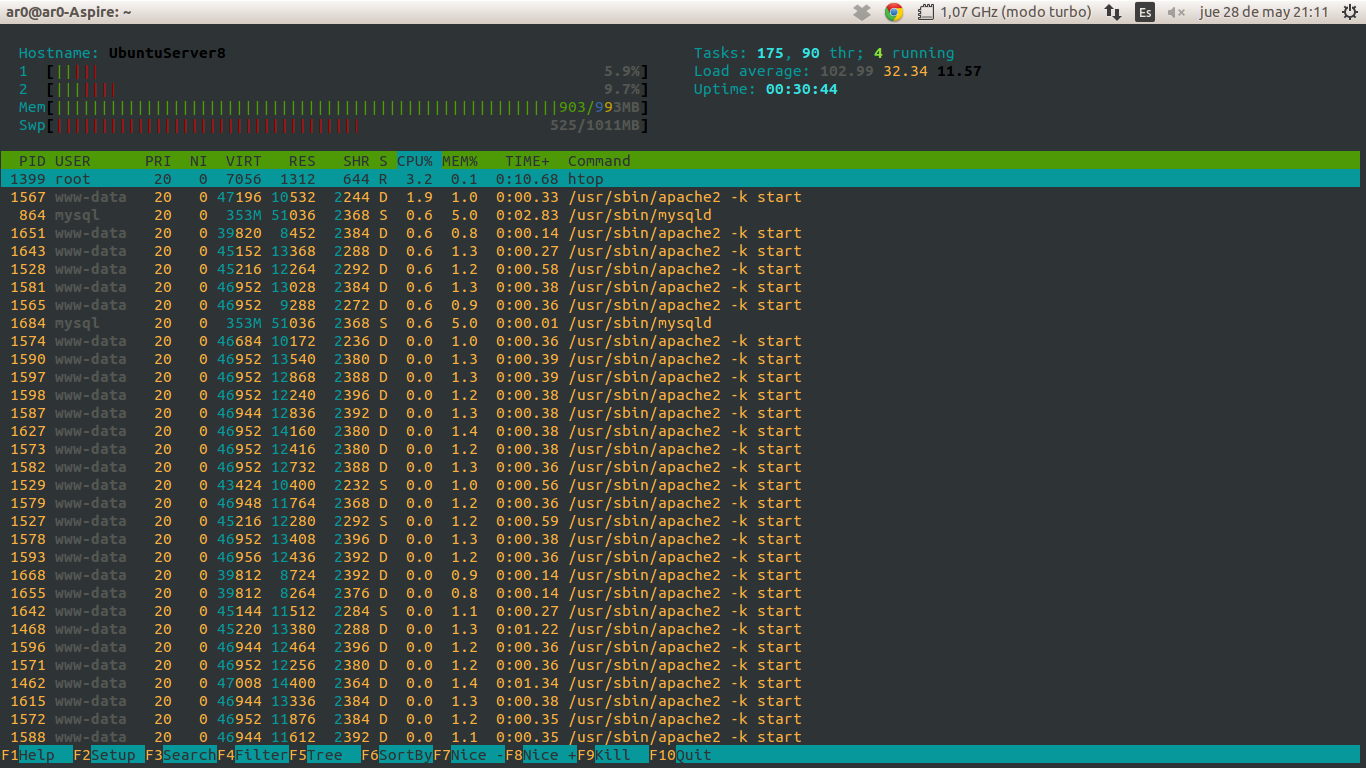 ar0@ar0-Aspire: ~ 1,07 GHz (modo turbo) Es jue 28 de may 21:11
Hostname: UbuntuServer8 Tasks: 175, 90 thr; 4 running
1 [||||| 5.9%] Load average: 102.99 32.34 11.57
2 [||||||| 9.7%] Uptime: 00:30:44
Mem[||||||||||||||||||||||||||||||||||||||||||||||||||||||||903/993MB]
Swp[|||||||||||||||||||||||||||||||||| 525/1011MB]
PID USER PRI NI VIRT RES SHR S CPU% MEM% TIME+ Command
1399 root 20 0 7056 1312 644 R 3.2 0.1 0:10.68 htop
1567 www-data 20 0 47196 10532 2244 D 1.9 1.0 0:00.33 /usr/sbin/apache2 -k start
864 mysql 20 0 353M 51036 2368 S 0.6 5.0 0:02.83 /usr/sbin/mysqld
1651 www-data 20 0 39820 8452 2384 D 0.6 0.8 0:00.14 /usr/sbin/apache2 -k start
1643 www-data 20 0 45152 13368 2288 D 0.6 1.3 0:00.27 /usr/sbin/apache2 -k start
1528 www-data 20 0 45216 12264 2292 D 0.6 1.2 0:00.58 /usr/sbin/apache2 -k start
1581 www-data 20 0 46952 13028 2384 D 0.6 1.3 0:00.38 /usr/sbin/apache2 -k start
1565 www-data 20 0 46952 9288 2272 D 0.6 0.9 0:00.36 /usr/sbin/apache2 -k start
1684 mysql 20 0 353M 51036 2368 S 0.6 5.0 0:00.01 /usr/sbin/mysqld
1574 www-data 20 0 46684 10172 2236 D 0.0 1.0 0:00.36 /usr/sbin/apache2 -k start
1590 www-data 20 0 46952 13540 2380 D 0.0 1.3 0:00.39 /usr/sbin/apache2 -k start
1597 www-data 20 0 46952 12868 2388 D 0.0 1.3 0:00.39 /usr/sbin/apache2 -k start
1598 www-data 20 0 46952 12240 2396 D 0.0 1.2 0:00.38 /usr/sbin/apache2 -k start
1587 www-data 20 0 46944 12836 2392 D 0.0 1.3 0:00.38 /usr/sbin/apache2 -k start
1627 www-data 20 0 46952 14160 2380 D 0.0 1.4 0:00.38 /usr/sbin/apache2 -k start
1573 www-data 20 0 46952 12416 2380 D 0.0 1.2 0:00.38 /usr/sbin/apache2 -k start
1582 www-data 20 0 46952 12732 2388 D 0.0 1.3 0:00.36 /usr/sbin/apache2 -k start
1529 www-data 20 0 43424 10400 2232 S 0.0 1.0 0:00.56 /usr/sbin/apache2 -k start
1579 www-data 20 0 46948 11764 2368 D 0.0 1.2 0:00.36 /usr/sbin/apache2 -k start
1527 www-data 20 0 45216 12280 2292 S 0.0 1.2 0:00.59 /usr/sbin/apache2 -k start
1578 www-data 20 0 46952 13408 2396 D 0.0 1.3 0:00.38 /usr/sbin/apache2 -k start
1593 www-data 20 0 46956 12436 2392 D 0.0 1.2 0:00.36 /usr/sbin/apache2 -k start
1668 www-data 20 0 39812 8724 2392 D 0.0 0.9 0:00.14 /usr/sbin/apache2 -k start
1655 www-data 20 0 39812 8264 2376 D 0.0 0.8 0:00.14 /usr/sbin/apache2 -k start
1642 www-data 20 0 45144 11512 2284 S 0.0 1.1 0:00.27 /usr/sbin/apache2 -k start
1468 www-data 20 0 45220 13380 2288 D 0.0 1.3 0:01.22 /usr/sbin/apache2 -k start
1596 www-data 20 0 46944 12464 2396 D 0.0 1.2 0:00.36 /usr/sbin/apache2 -k start
1571 www-data 20 0 46952 12256 2380 D 0.0 1.2 0:00.36 /usr/sbin/apache2 -k start
1462 www-data 20 0 47008 14400 2364 D 0.0 1.4 0:01.34 /usr/sbin/apache2 -k start
1615 www-data 20 0 46944 13336 2384 D 0.0 1.3 0:00.38 /usr/sbin/apache2 -k start
1572 www-data 20 0 46952 11876 2384 D 0.0 1.2 0:00.35 /usr/sbin/apache2 -k start
1588 www-data 20 0 46944 11612 2392 D 0.0 1.1 0:00.35 /usr/sbin/apache2 -k start
F1Help F2Setup F3SearchF4FilterF5Tree F6SortByF7Nice -F8Nice +F9Kill F10Quit